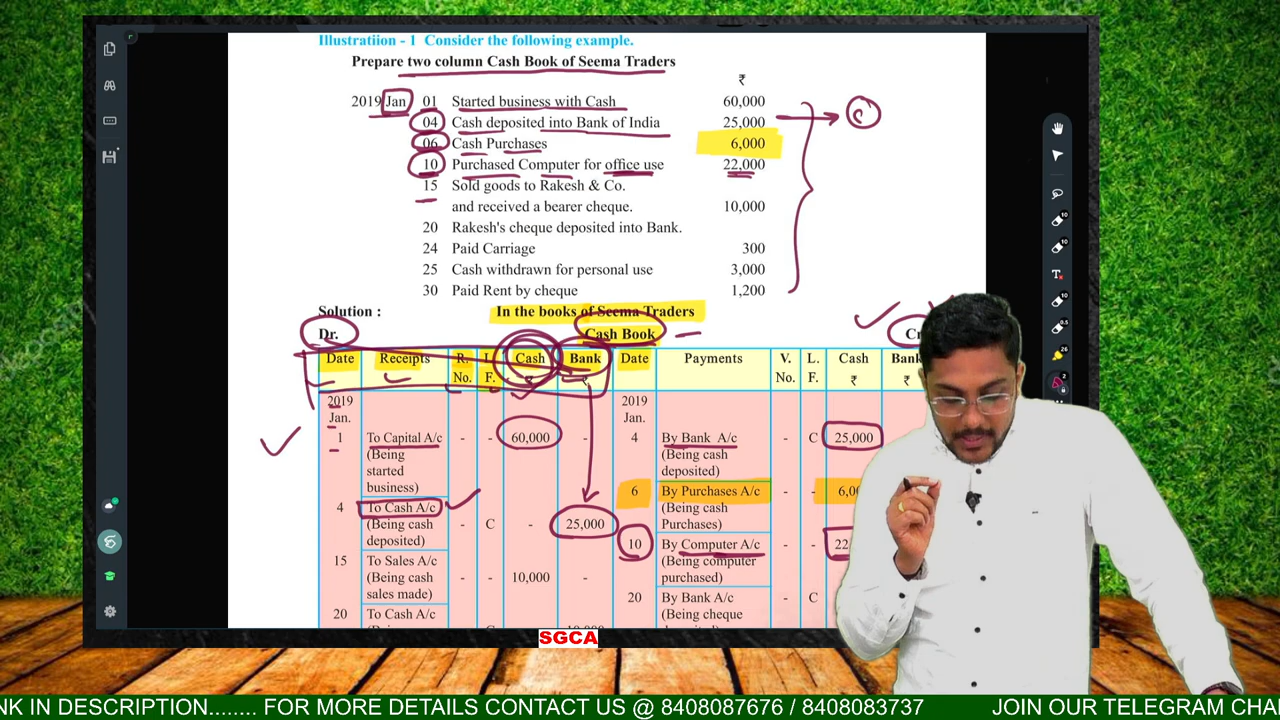 Illustratiion - 1 Consider the following example.
Prepare two column Cash Book of Seema Traders
₹
2019 Jan 01 Started business with Cash 60,000
04 Cash deposited into Bank of India 25,000
06 Cash Purchases 6,000
10 Purchased Computer for office use 22,000
15 Sold goods to Rakesh & Co.
and received a bearer cheque. 10,000
20 Rakesh's cheque deposited into Bank.
24 Paid Carriage 300
25 Cash withdrawn for personal use 3,000
30 Paid Rent by cheque 1,200
Solution : In the books of Seema Traders
Dr. Cash Book Cr
Date Receipts R. L. Cash Bank Date Payments V. L. Cash Bank
No. F. ₹ ₹ No. F. ₹ ₹
2019 2019
Jan. Jan.
1 To Capital A/c - - 60,000 - 4 By Bank A/c - C 25,000
(Being (Being cash
started deposited)
business) 6 By Purchases A/c - - 6,00
4 To Cash A/c (Being cash
(Being cash - C - 25,000 Purchases)
deposited) 10 By Computer A/c - - 22
15 To Sales A/c (Being computer
(Being cash - - 10,000 - purchased)
sales made) 20 By Bank A/c - C
20 To Cash A/c (Being cheque
SGCA
NK IN DESCRIPTION........ FOR MORE DETAILS CONTACT US @ 8408087676 / 8408083737 JOIN OUR TELEGRAM CHA